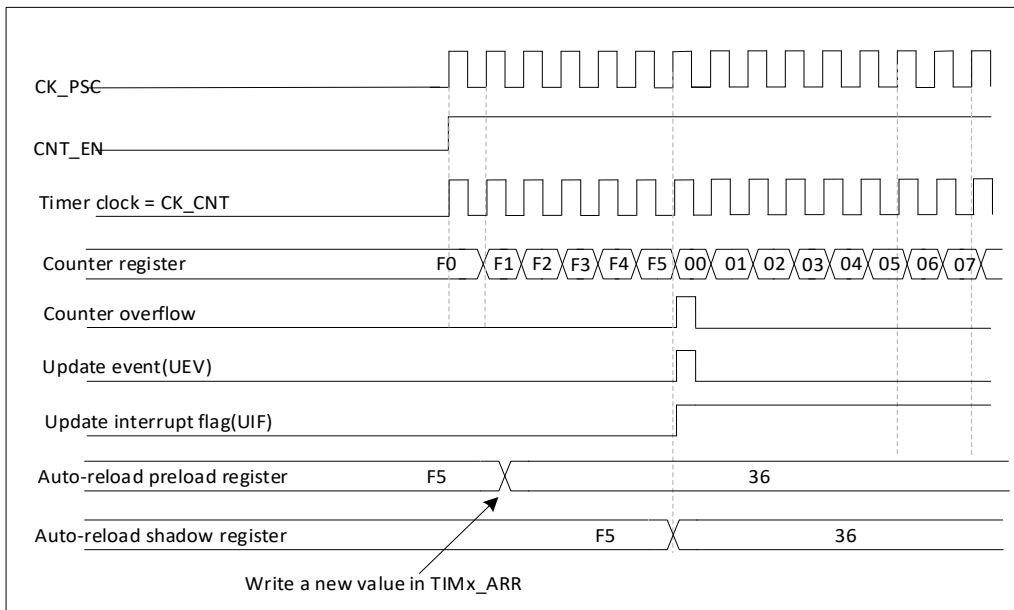 CK_PSC
CNT_EN
Timer clock = CK_CNT
Counter register F0 F1 F2 F3 F4 F5 00 01 02 03 04 05 06 07
Counter overflow
Update event(UEV)
Update interrupt flag(UIF)
Auto-reload preload register F5 36
Auto-reload shadow register F5 36
Write a new value in TIMx_ARR